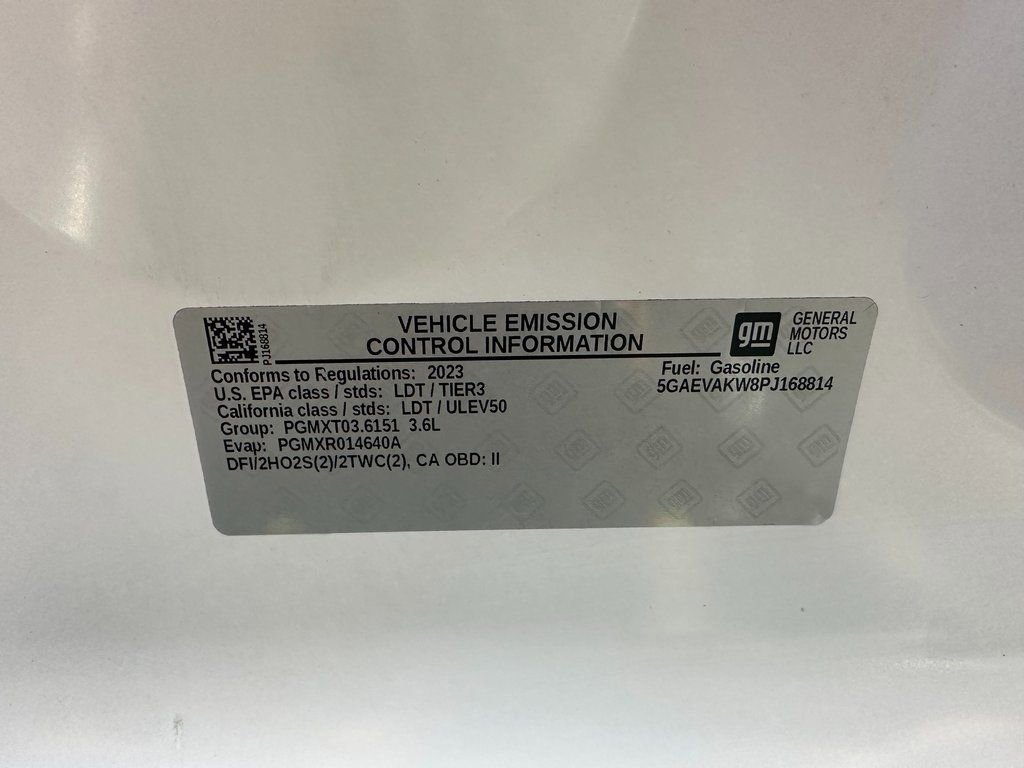 PJ168814
VEHICLE EMISSION
CONTROL INFORMATION
gm
GENERAL
MOTORS
LLC
Conforms to Regulations: 2023
U.S. EPA class / stds: LDT / TIER3
California class / stds: LDT / ULEV50
Group: PGMXT03.6151 3.6L
Evap: PGMXR014640A
DFI/2HO2S(2)/2TWC(2), CA OBD: II
Fuel: Gasoline
5GAEVAKW8PJ168814